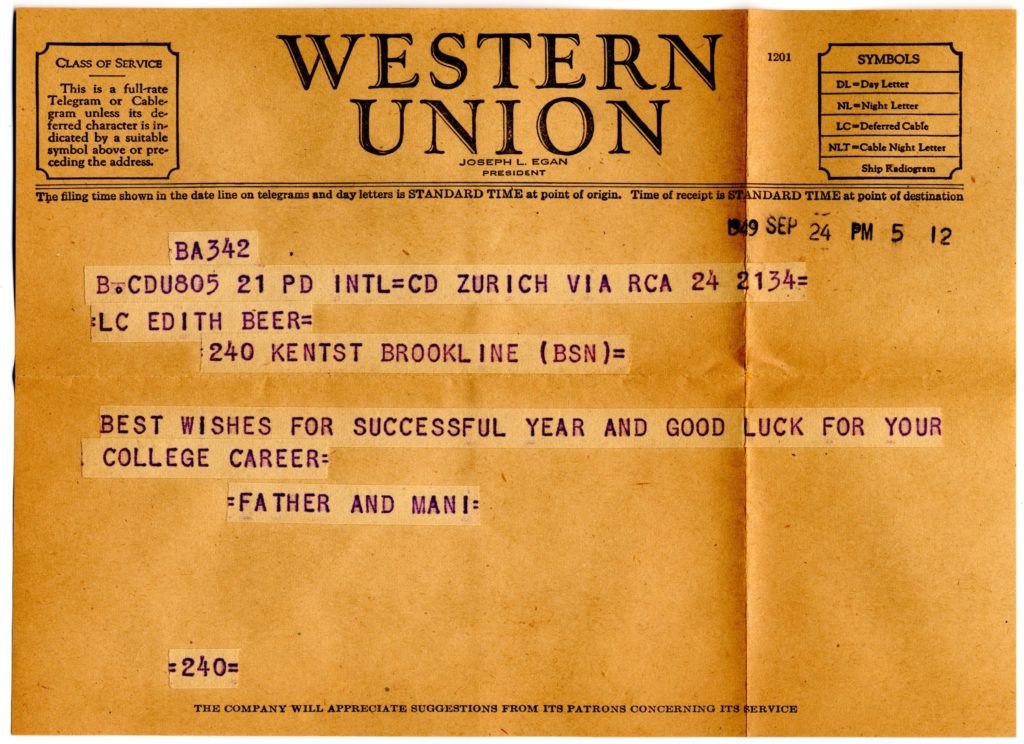 CLASS OF SERVICE
This is a full-rate
Telegram or Cable-
gram unless its de-
ferred character is in-
dicated by a suitable
symbol above or pre-
ceding the address.
WESTERN
UNION
JOSEPH L. EGAN
PRESIDENT
1201
SYMBOLS
DL=Day Letter
NL=Night Letter
LC=Deferred Cable
NLT=Cable Night Letter
Ship Radiogram
The filing time shown in the date line on telegrams and day letters is STANDARD TIME at point of origin. Time of receipt is STANDARD TIME at point of destination
1949 SEP 24 PM 5 12
BA342
B.CDU805 21 PD INTL=CD ZURICH VIA RCA 24 2134=
=LC EDITH BEER=
:240 KENTST BROOKLINE (BSN)=
BEST WISHES FOR SUCCESSFUL YEAR AND GOOD LUCK FOR YOUR
COLLEGE CAREER=
=FATHER AND MANI=
=240=
THE COMPANY WILL APPRECIATE SUGGESTIONS FROM ITS PATRONS CONCERNING ITS SERVICE